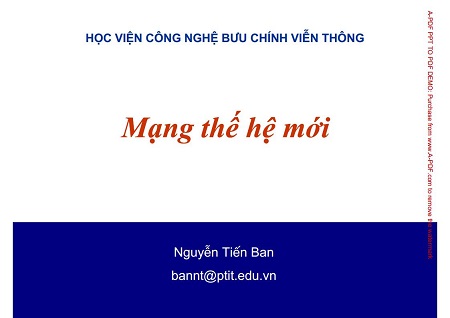 HỌC VIỆN CÔNG NGHỆ BƯU CHÍNH VIỄN THÔNG
Mạng thế hệ mới
Nguyễn Tiến Ban
bannt@ptit.edu.vn
A-PDF PPT TO PDF DEMO: Purchase from www.A-PDF.com to remove the watermark